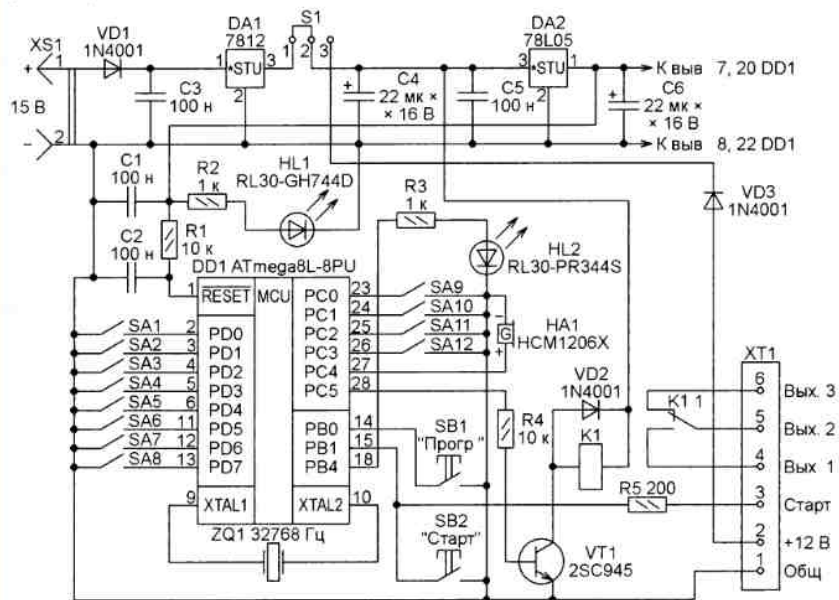 XS1
1
+
15 В
−
2
VD1
1N4001
DA1
7812
1
*STU
3
2
S1
1
2
3
DA2
78L05
3
*STU
1
2
К выв 7, 20 DD1
К выв 8, 22 DD1
C3
100 н
C4
+
22 мк ×
× 16 В
C5
100 н
C6
+
22 мк ×
× 16 В
C1
100 н
C2
100 н
R1
10 к
R2
1 к
HL1
RL30-GH744D
R3
1 к
HL2
RL30-PR344S
VD3
1N4001
DD1 ATmega8L-8PU
1
RESET
MCU
SA1 2 PD0
SA2 3 PD1
SA3 4 PD2
SA4 5 PD3
SA5 6 PD4
SA6 11 PD5
SA7 12 PD6
SA8 13 PD7
9 XTAL1
XTAL2 10
PC0 23 SA9
PC1 24 SA10
PC2 25 SA11
PC3 26 SA12
PC4 27
PC5 28
PB0 14
PB1 15
PB4 18
ZQ1 32768 Гц
−
G
+
HA1
HCM1206X
R4
10 к
SB1
"Прогр "
SB2
"Старт"
VD2
1N4001
K1
K1 1
R5 200
VT1
2SC945
XT1
6 Вых. 3
5 Вых. 2
4 Вых 1
3 Старт
2 +12 В
1 Общ